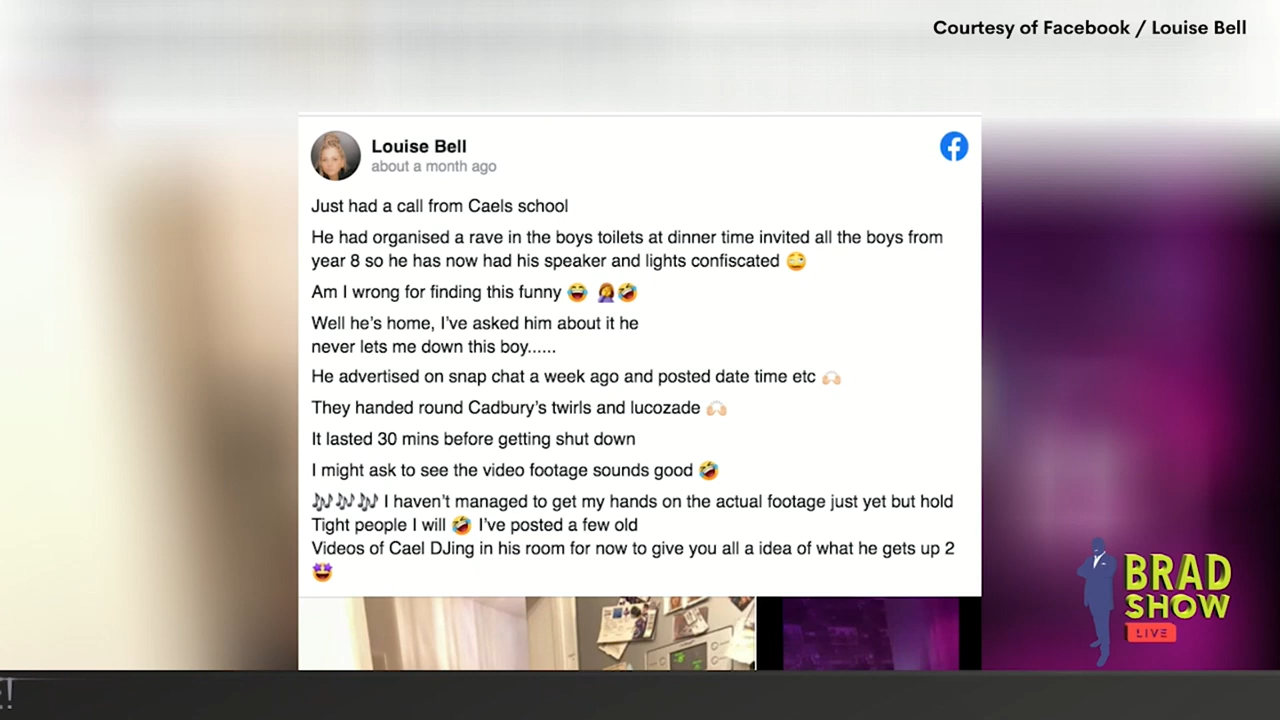 Courtesy of Facebook / Louise Bell
Louise Bell
about a month ago
Just had a call from Caels school
He had organised a rave in the boys toilets at dinner time invited all the boys from
year 8 so he has now had his speaker and lights confiscated 😜
Am I wrong for finding this funny 😂 🤦‍♀️🤣
Well he's home, I've asked him about it he
never lets me down this boy......
He advertised on snap chat a week ago and posted date time etc 🙌🏻
They handed round Cadbury's twirls and lucozade 🙌🏻
It lasted 30 mins before getting shut down
I might ask to see the video footage sounds good 🤣
🎶🎶🎶 I haven't managed to get my hands on the actual footage just yet but hold
Tight people I will 🤣 I've posted a few old
Videos of Cael DJing in his room for now to give you all a idea of what he gets up 2
🤩
BRAD
SHOW
LIVE
!